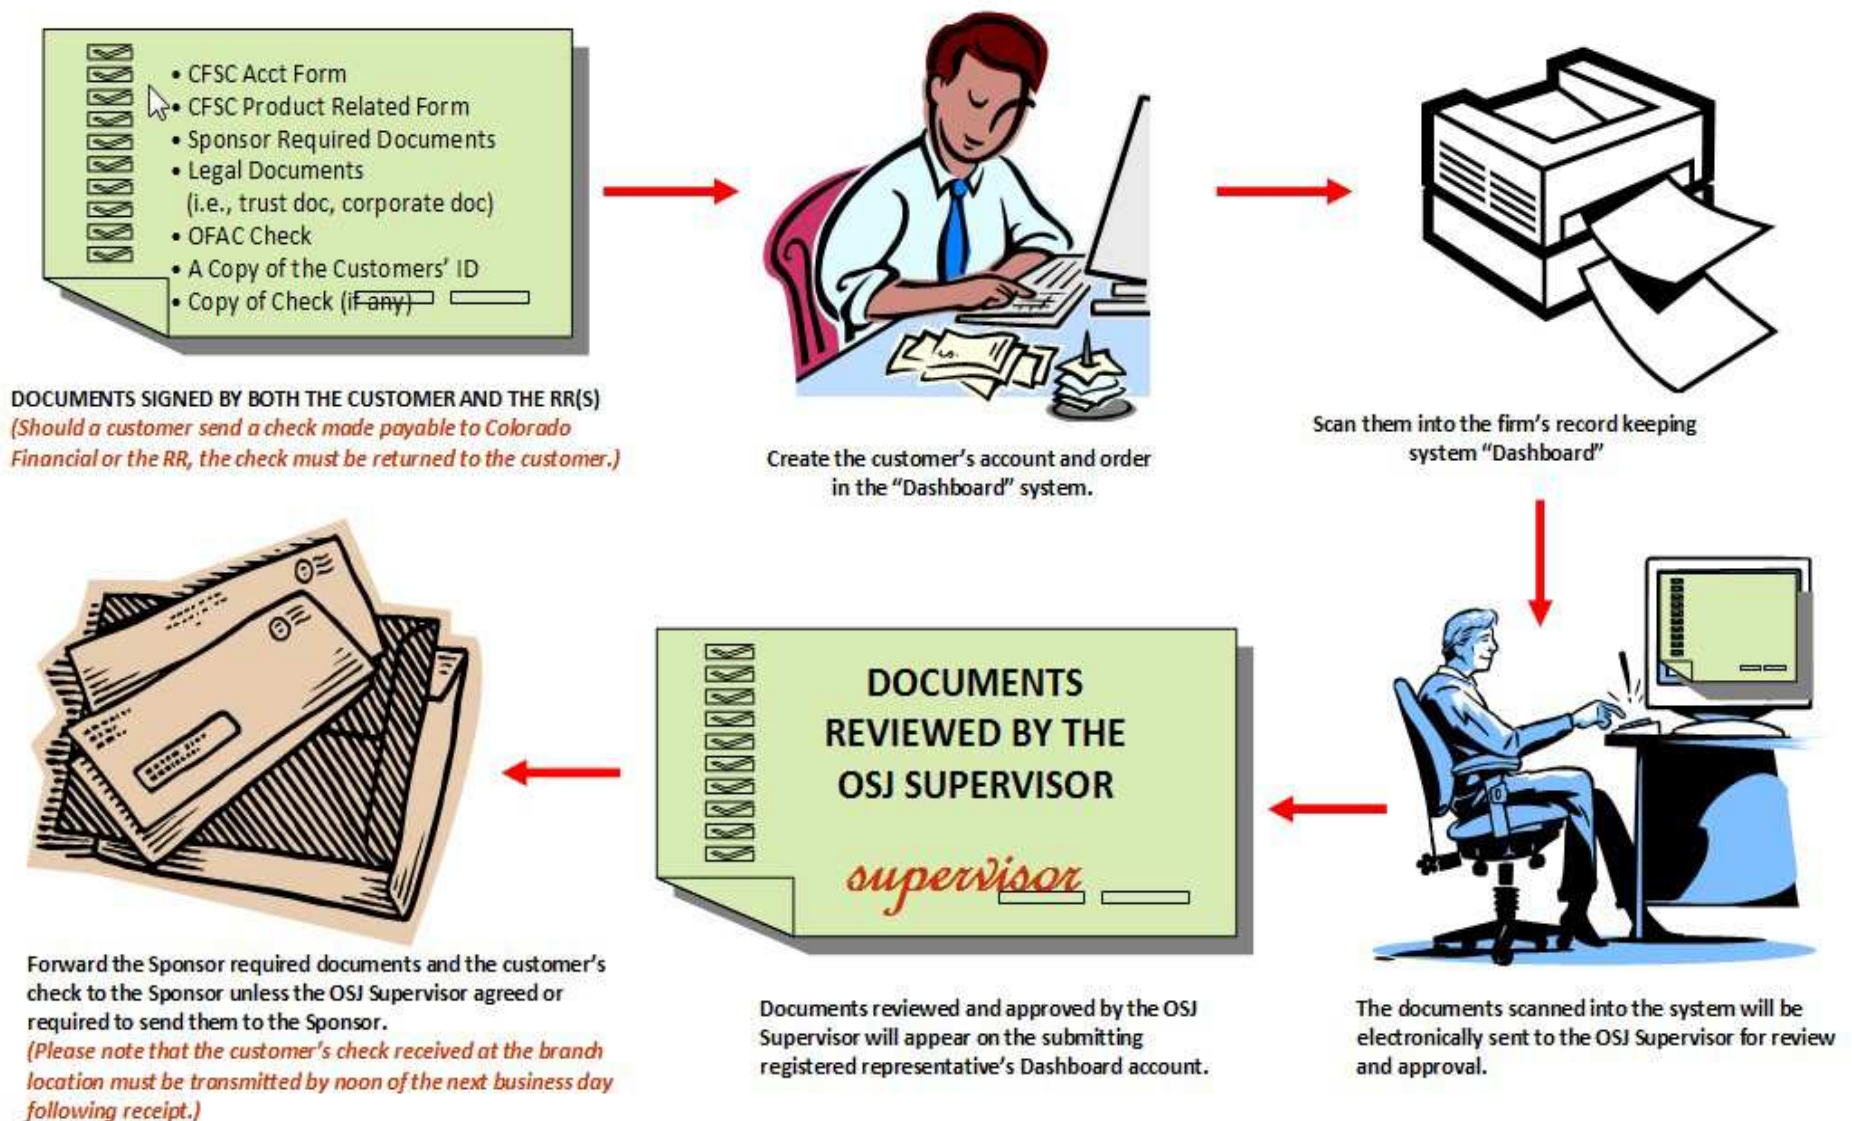 • CFSC Acct Form
• CFSC Product Related Form
• Sponsor Required Documents
• Legal Documents
(i.e., trust doc, corporate doc)
• OFAC Check
• A Copy of the Customers' ID
• Copy of Check (if any)
DOCUMENTS SIGNED BY BOTH THE CUSTOMER AND THE RR(S)
(Should a customer send a check made payable to Colorado
Financial or the RR, the check must be returned to the customer.)
Create the customer's account and order
in the "Dashboard" system.
Scan them into the firm's record keeping
system "Dashboard"
The documents scanned into the system will be
electronically sent to the OSJ Supervisor for review
and approval.
DOCUMENTS
REVIEWED BY THE
OSJ SUPERVISOR
supervisor
Documents reviewed and approved by the OSJ
Supervisor will appear on the submitting
registered representative's Dashboard account.
Forward the Sponsor required documents and the customer's
check to the Sponsor unless the OSJ Supervisor agreed or
required to send them to the Sponsor.
(Please note that the customer's check received at the branch
location must be transmitted by noon of the next business day
following receipt.)